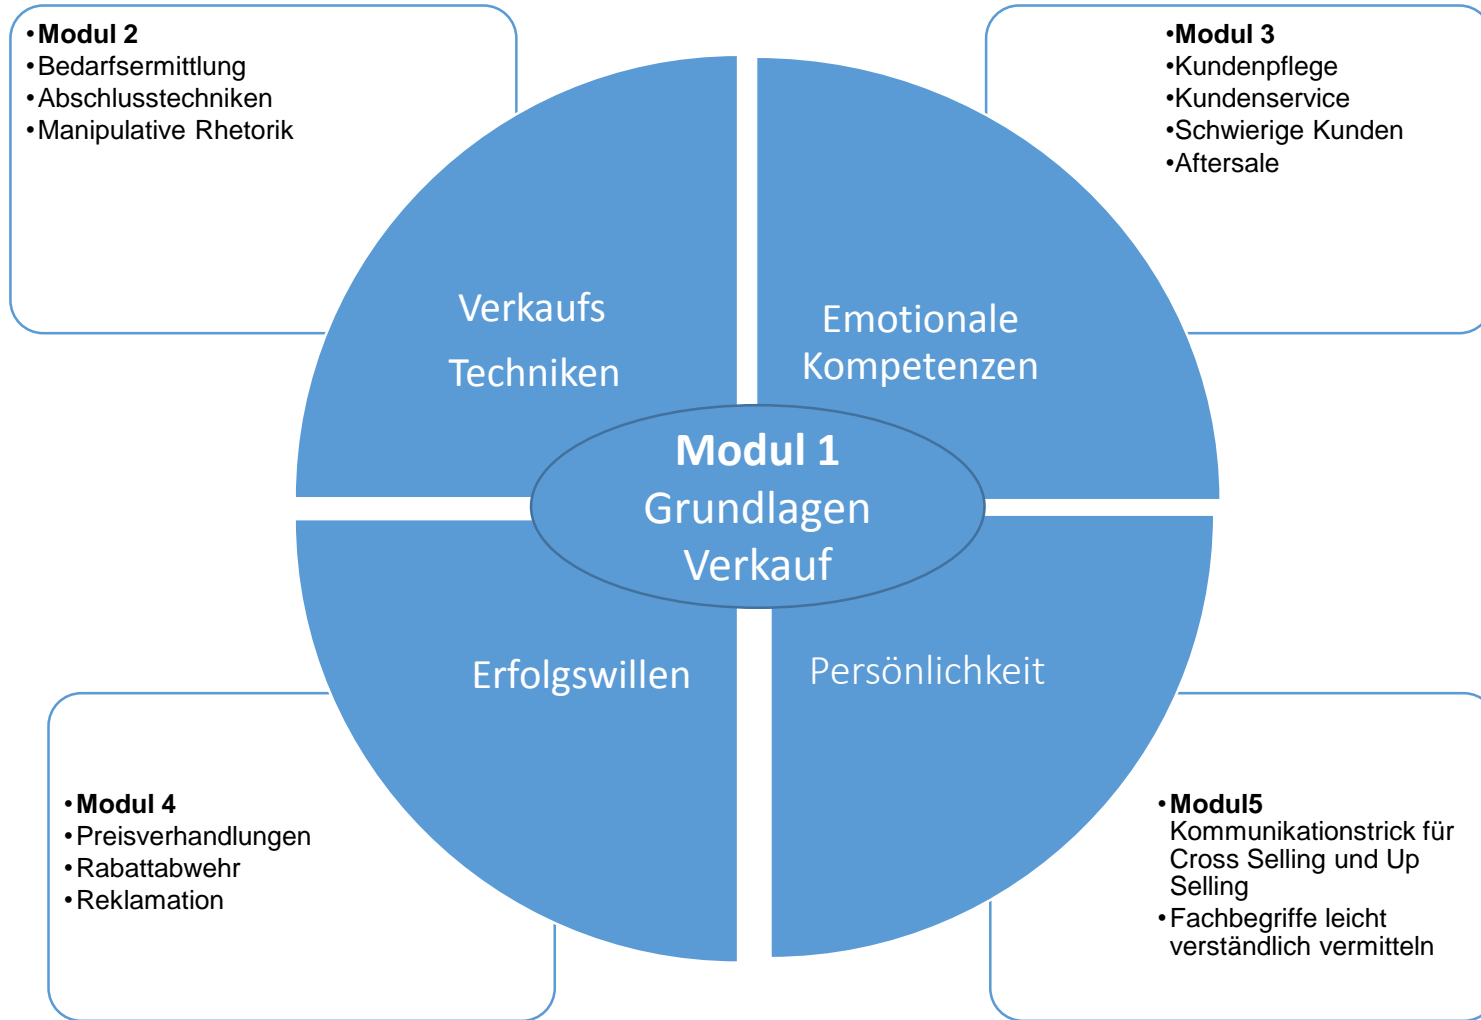 •Modul 2
•Bedarfsermittlung
•Abschlusstechniken
•Manipulative Rhetorik
•Modul 3
•Kundenpflege
•Kundenservice
•Schwierige Kunden
•Aftersale
Verkaufs
Techniken
Emotionale
Kompetenzen
Modul 1
Grundlagen
Verkauf
Erfolgswillen
Persönlichkeit
•Modul 4
•Preisverhandlungen
•Rabattabwehr
•Reklamation
•Modul5
Kommunikationstrick für
Cross Selling und Up
Selling
•Fachbegriffe leicht
verständlich vermitteln